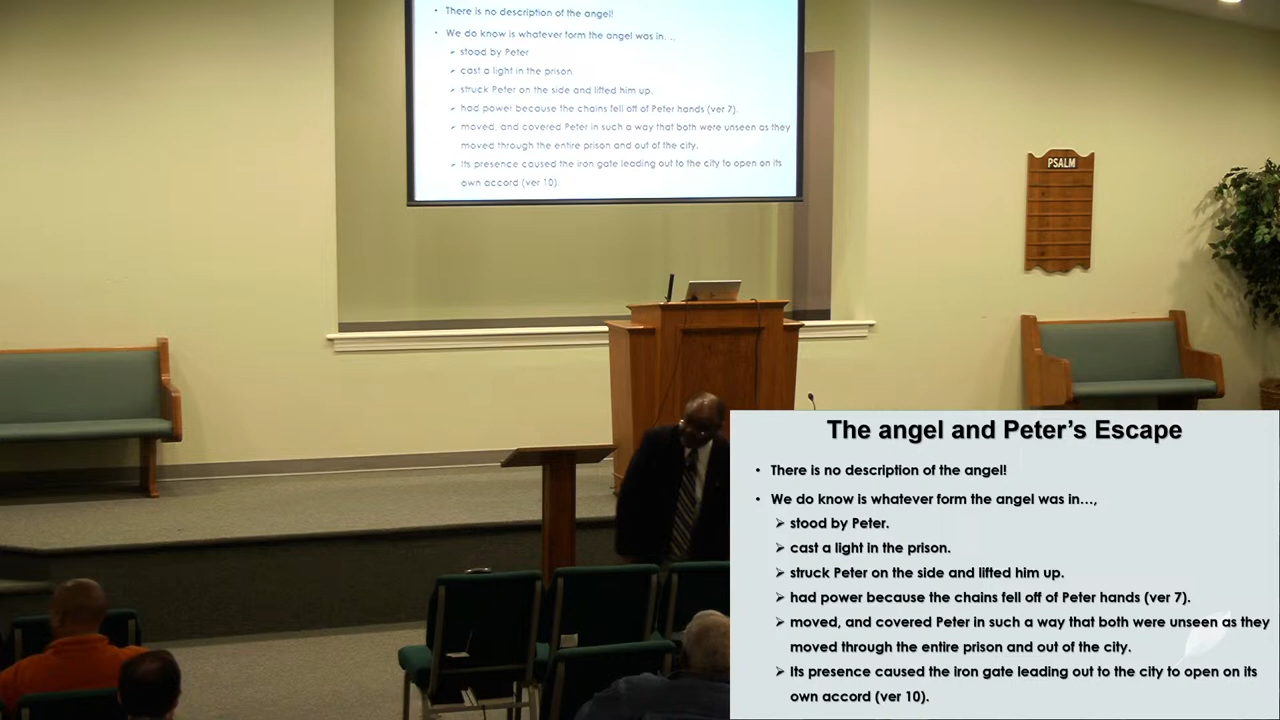 There is no description of the angel!
We do know is whatever form the angel was in….
stood by Peter
cast a light in the prison.
struck Peter on the side and lifted him up.
had power because the chains fell off of Peter hands (ver 7).
moved, and covered Peter in such a way that both were unseen as they
moved through the entire prison and out of the city.
Its presence caused the iron gate leading out to the city to open on its
own accord (ver 10).
PSALM
The angel and Peter's Escape
• There is no description of the angel!
• We do know is whatever form the angel was in…,
➢ stood by Peter.
➢ cast a light in the prison.
➢ struck Peter on the side and lifted him up.
➢ had power because the chains fell off of Peter hands (ver 7).
➢ moved, and covered Peter in such a way that both were unseen as they
moved through the entire prison and out of the city.
➢ Its presence caused the iron gate leading out to the city to open on its
own accord (ver 10).